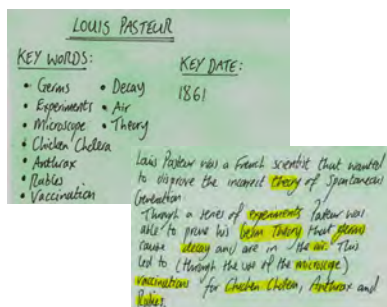 LOUIS PASTEUR
KEY WORDS:
• Germs
• Experiments
• Microscope
• Chicken Cholera
• Anthrax
• Rabies
• Vaccination
• Decay
• Air
• Theory
KEY DATE:
1861
Louis Pasteur was a French scientist that wanted
to disprove the incorrect theory of Spontaneous
Generation
Through a series of experiments Pasteur was
able to prove his Germ Theory that germs
cause decay and are in the air. This
led to (through the use of the microscope)
vaccinations for Chicken Cholera, Anthrax and
Rabies.